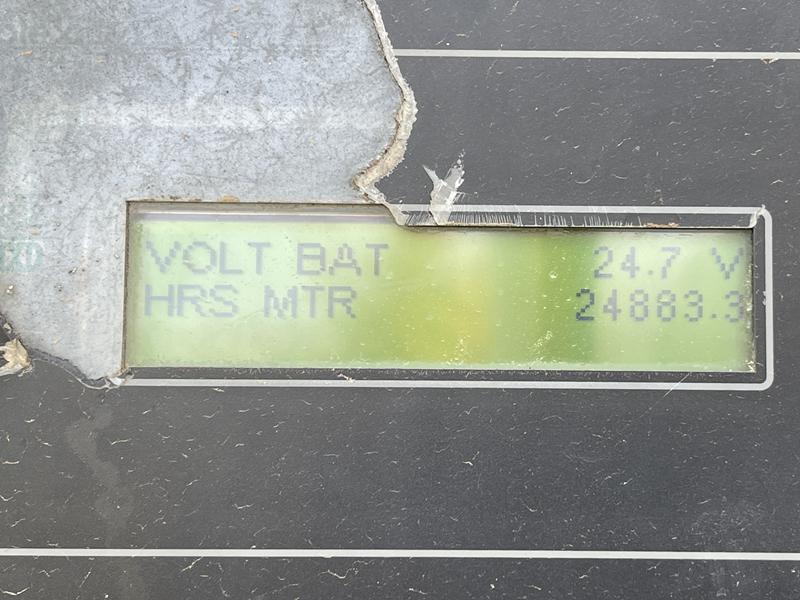 VOLT BAT 24.7 V
HRS MTR 24883.3